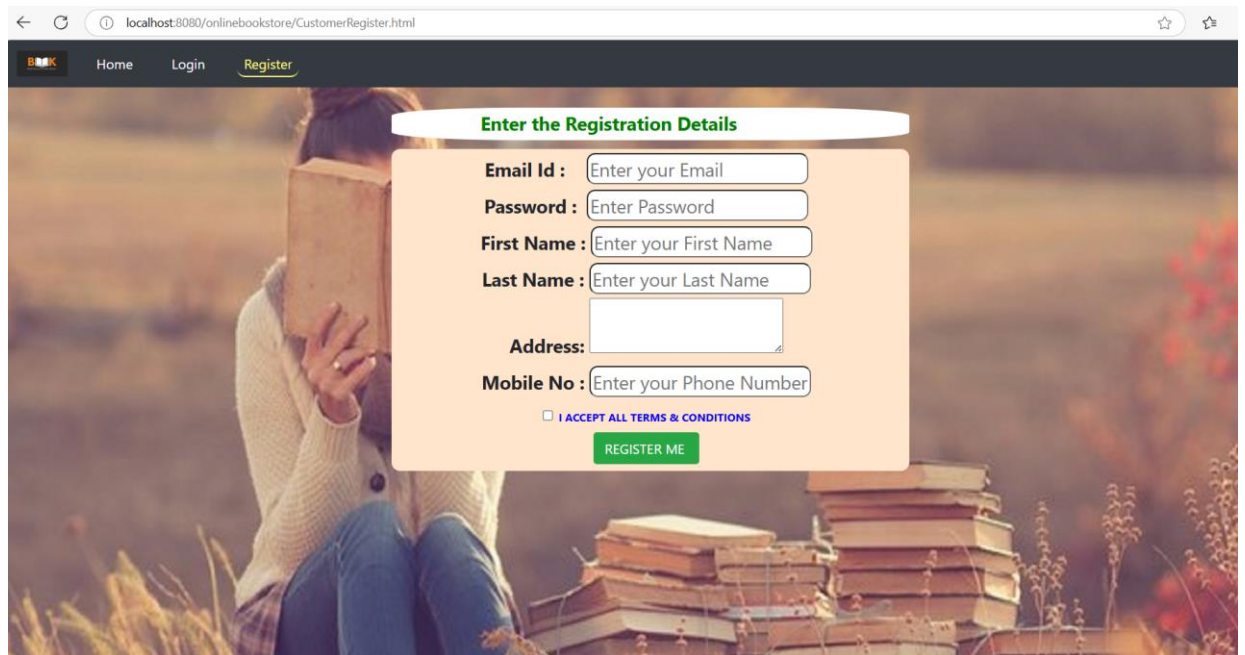 localhost:8080/onlinebookstore/CustomerRegister.html
BOOK Home Login Register
Enter the Registration Details
Email Id : Enter your Email
Password : Enter Password
First Name : Enter your First Name
Last Name : Enter your Last Name
Address:
Mobile No : Enter your Phone Number
I ACCEPT ALL TERMS & CONDITIONS
REGISTER ME